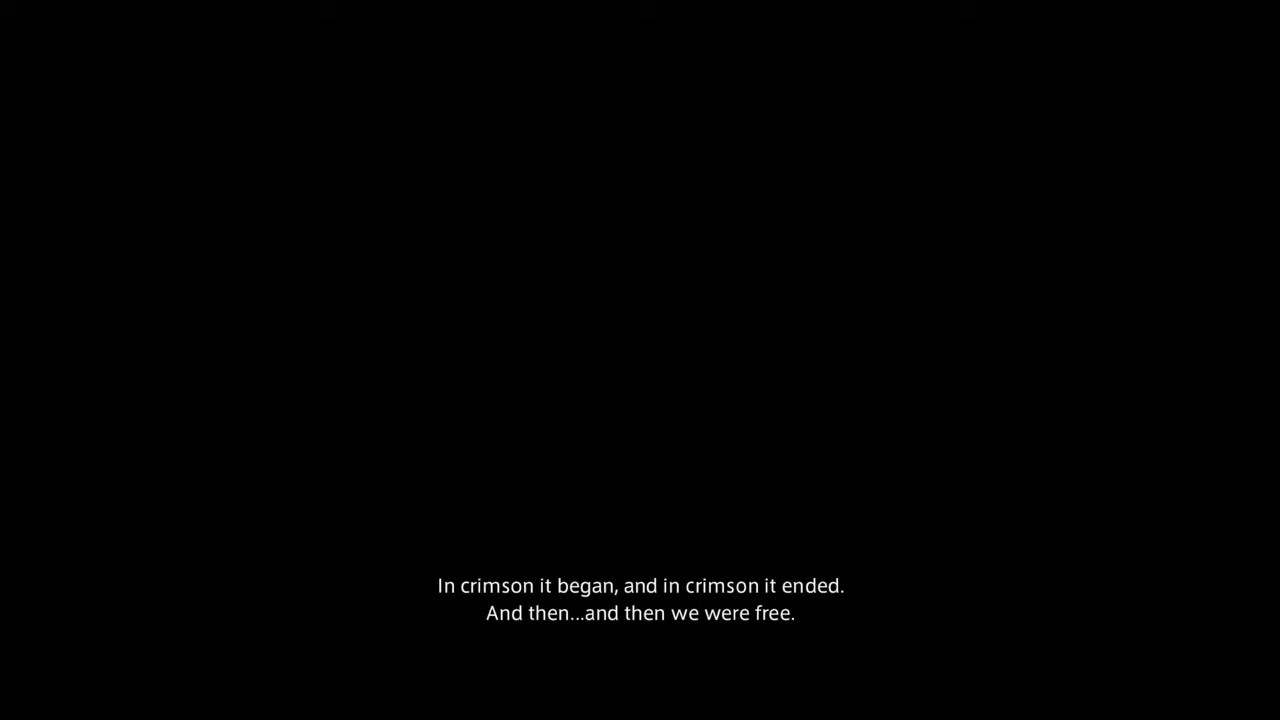 In crimson it began, and in crimson it ended.
And then...and then we were free.